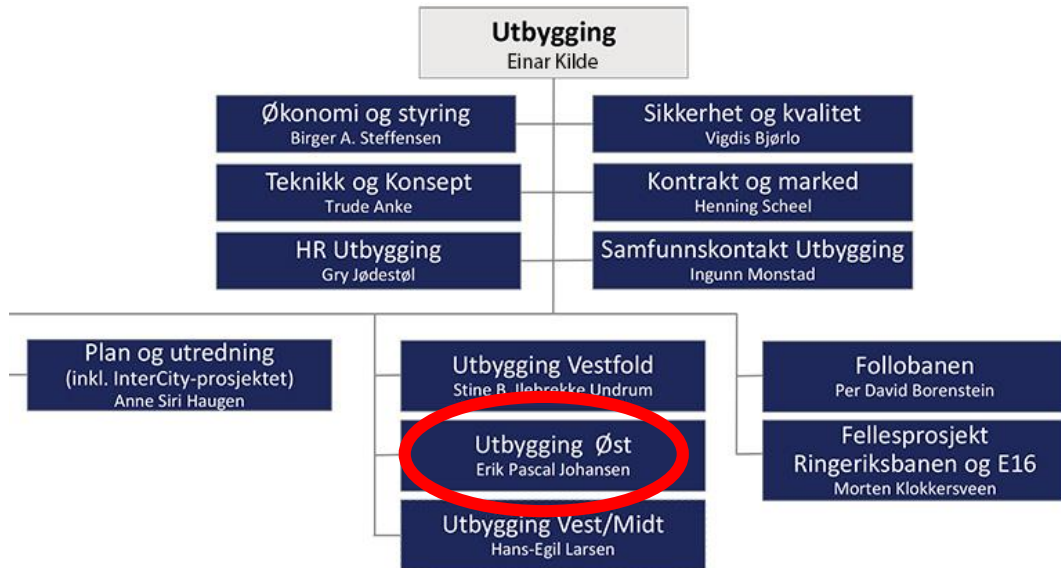 Utbygging
Einar Kilde
Økonomi og styring
Birger A. Steffensen
Sikkerhet og kvalitet
Vigdis Bjørlo
Teknikk og Konsept
Trude Anke
Kontrakt og marked
Henning Scheel
HR Utbygging
Gry Jødestøl
Samfunnskontakt Utbygging
Ingunn Monstad
Plan og utredning
(inkl. InterCity-prosjektet)
Anne Siri Haugen
Utbygging Vestfold
Stine B. Ilebrekke Undrum
Utbygging Øst
Erik Pascal Johansen
Utbygging Vest/Midt
Hans-Egil Larsen
Follobanen
Per David Borenstein
Fellesprosjekt
Ringeriksbanen og E16
Morten Klokkersveen